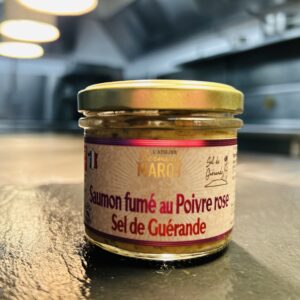 L'ATELIER
MAROT
Sel de
Guérande
Saumon fumé au Poivre rose
Sel de Guérande